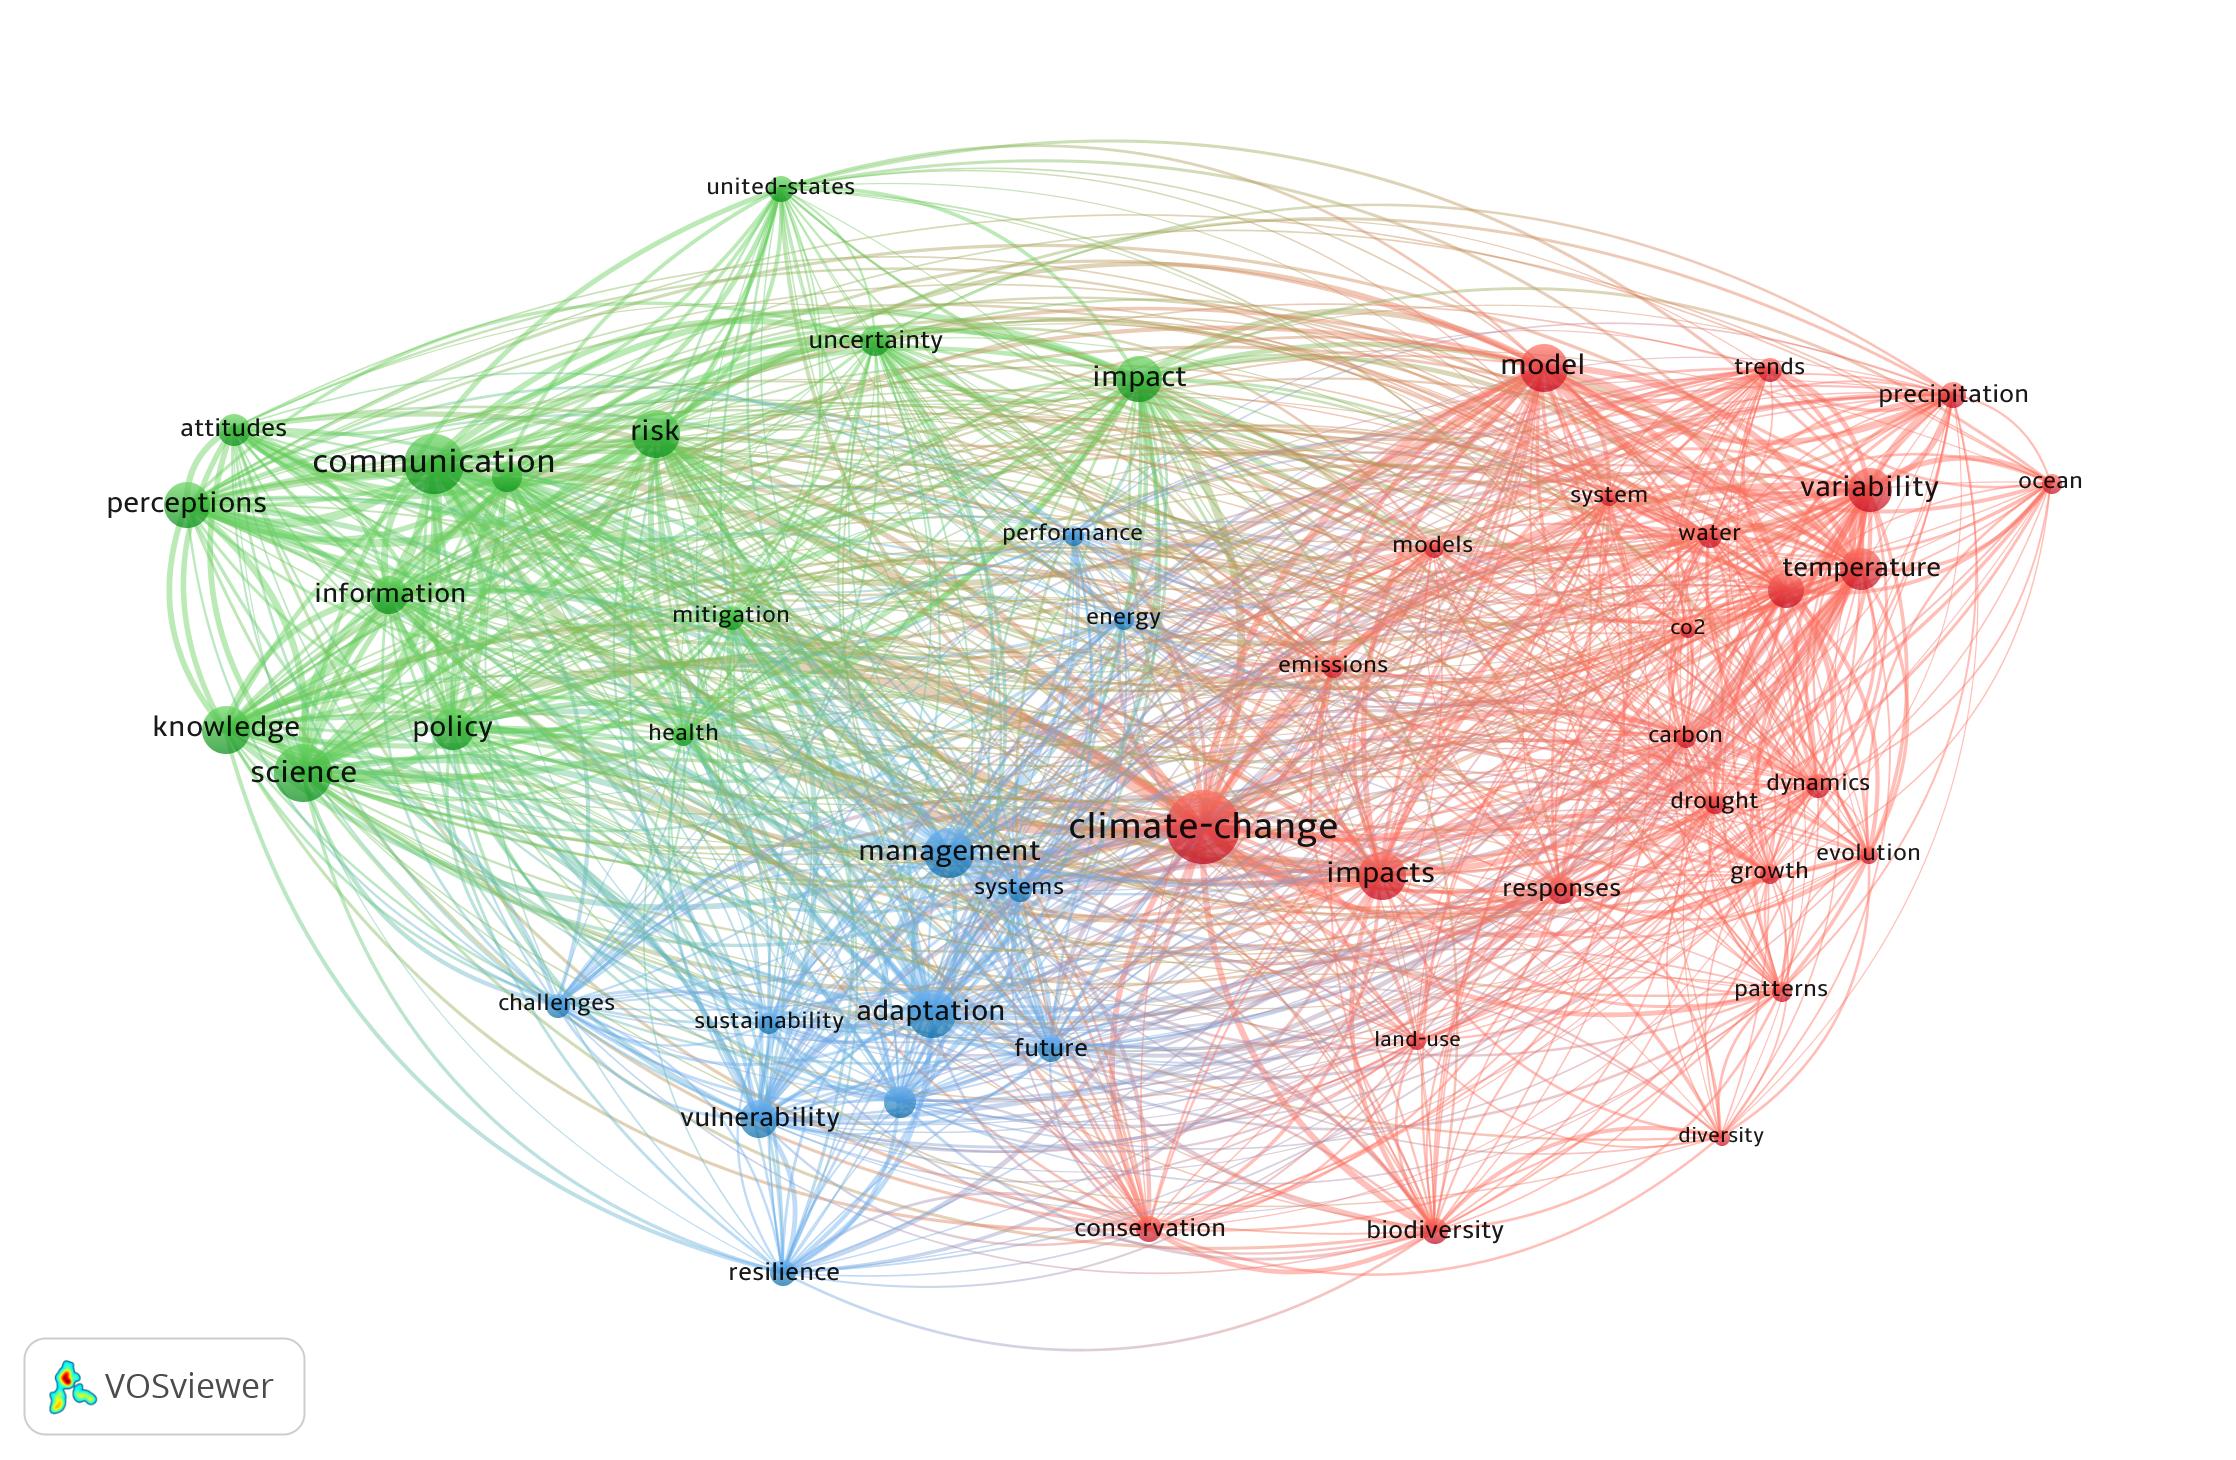 united-states
uncertainty
impact
model
trends
precipitation
attitudes
risk
communication
perceptions
variability
ocean
system
performance
water
models
temperature
information
mitigation
energy
co2
emissions
knowledge
policy
health
carbon
science
dynamics
drought
climate-change
management
evolution
impacts
growth
systems
responses
challenges
sustainability
adaptation
patterns
future
land-use
vulnerability
diversity
conservation
biodiversity
resilience
VOSviewer